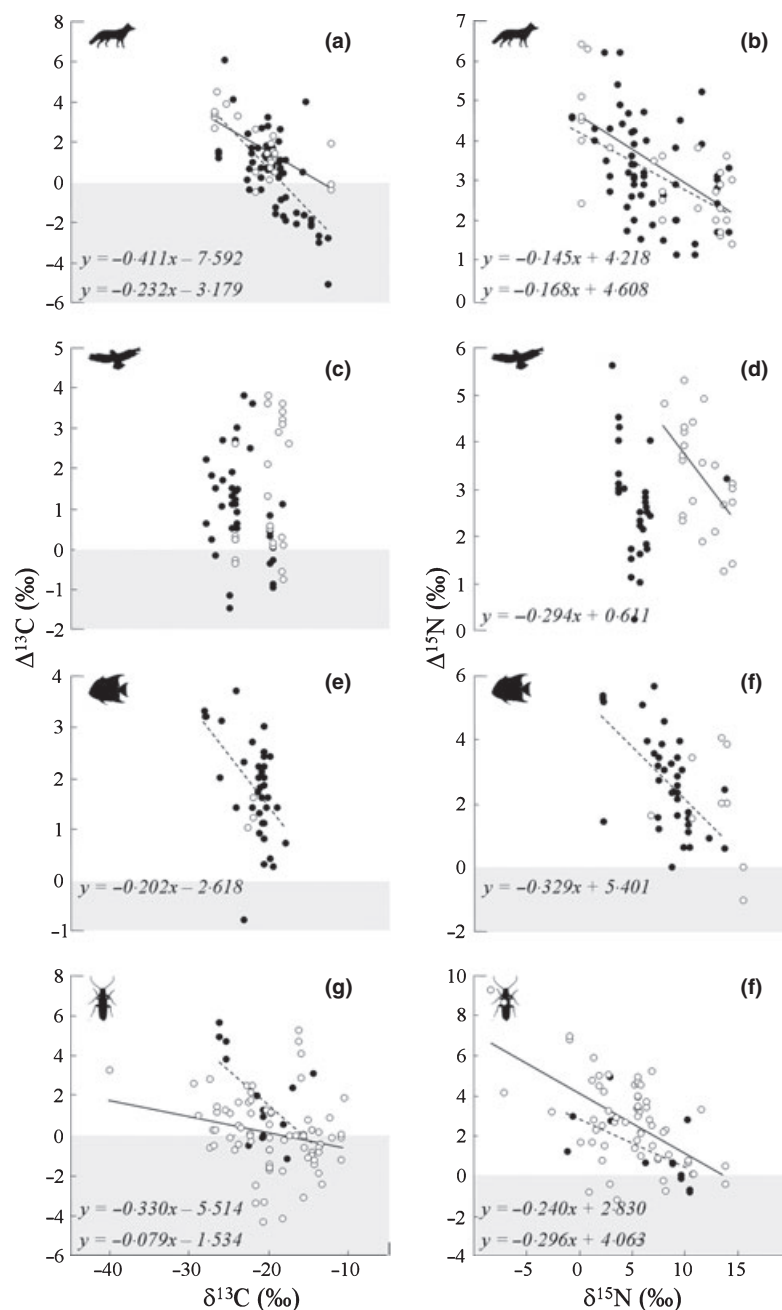 (a)
8
6
4
2
0
−2
−4
−6
y = −0·411x − 7·592
y = −0·232x − 3·179
(b)
7
6
5
4
3
2
1
0
y = −0·145x + 4·218
y = −0·168x + 4·608
(c)
5
4
3
2
1
0
−1
−2
(d)
6
5
4
3
2
1
0
y = −0·294x + 0·611
Δ13C (‰)
Δ15N (‰)
(e)
4
3
2
1
0
−1
y = −0·202x − 2·618
(f)
6
4
2
0
−2
y = −0·329x + 5·401
(g)
8
6
4
2
0
−2
−4
−6
y = −0·330x − 5·514
y = −0·079x − 1·534
−40 −30 −20 −10
δ13C (‰)
(f)
10
8
6
4
2
0
−2
−4
y = −0·240x + 2·830
y = −0·296x + 4·063
−5 0 5 10 15
δ15N (‰)